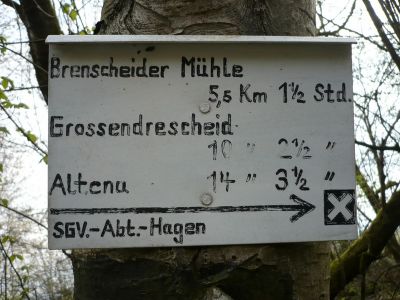 Brenscheider Mühle
5,5 Km 1½ Std.
Grossendrescheid
10 " 2½ "
Altena 14 " 3½ "
SGV.-Abt.-Hagen